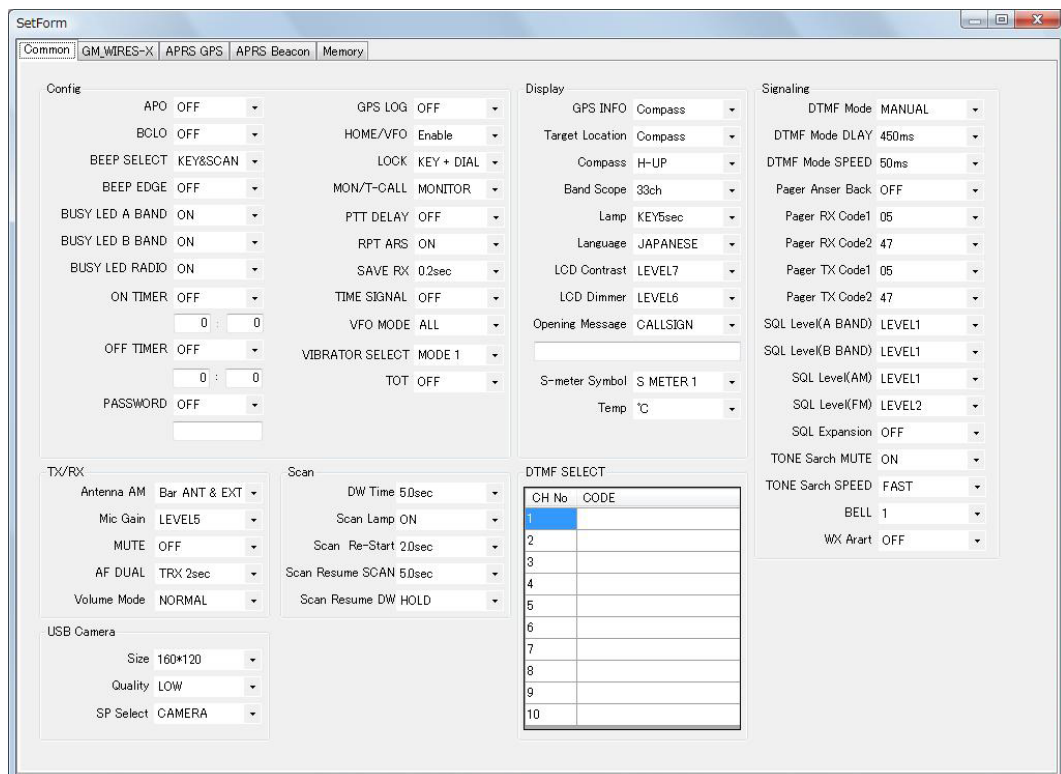 SetForm
Common GM_WIRES-X APRS GPS APRS Beacon Memory
Config
APO OFF
BCLO OFF
BEEP SELECT KEY&SCAN
BEEP EDGE OFF
BUSY LED A BAND ON
BUSY LED B BAND ON
BUSY LED RADIO ON
ON TIMER OFF
0 : 0
OFF TIMER OFF
0 : 0
PASSWORD OFF
GPS LOG OFF
HOME/VFO Enable
LOCK KEY + DIAL
MON/T-CALL MONITOR
PTT DELAY OFF
RPT ARS ON
SAVE RX 0.2sec
TIME SIGNAL OFF
VFO MODE ALL
VIBRATOR SELECT MODE 1
TOT OFF
Display
GPS INFO Compass
Target Location Compass
Compass H-UP
Band Scope 33ch
Lamp KEY5sec
Language JAPANESE
LCD Contrast LEVEL7
LCD Dimmer LEVEL6
Opening Message CALLSIGN
S-meter Symbol S METER 1
Temp ℃
Signaling
DTMF Mode MANUAL
DTMF Mode DLAY 450ms
DTMF Mode SPEED 50ms
Pager Anser Back OFF
Pager RX Code1 05
Pager RX Code2 47
Pager TX Code1 05
Pager TX Code2 47
SQL Level(A BAND) LEVEL1
SQL Level(B BAND) LEVEL1
SQL Level(AM) LEVEL1
SQL Level(FM) LEVEL2
SQL Expansion OFF
TONE Sarch MUTE ON
TONE Sarch SPEED FAST
BELL 1
WX Arart OFF
TX/RX
Antenna AM Bar ANT & EXT
Mic Gain LEVEL5
MUTE OFF
AF DUAL TRX 2sec
Volume Mode NORMAL
Scan
DW Time 5.0sec
Scan Lamp ON
Scan Re-Start 2.0sec
Scan Resume SCAN 5.0sec
Scan Resume DW HOLD
DTMF SELECT
CH No CODE
1
2
3
4
5
6
7
8
9
10
USB Camera
Size 160*120
Quality LOW
SP Select CAMERA